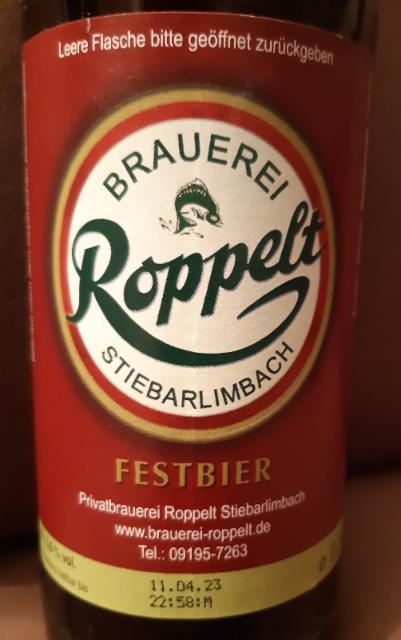 Leere Flasche bitte geöffnet zurückgeben
BRAUEREI
Roppelt
STIEBARLIMBACH
FESTBIER
Privatbrauerei Roppelt Stiebarlimbach
www.brauerei-roppelt.de
Tel.: 09195-7263
% vol.
11.04.23
22:58:M